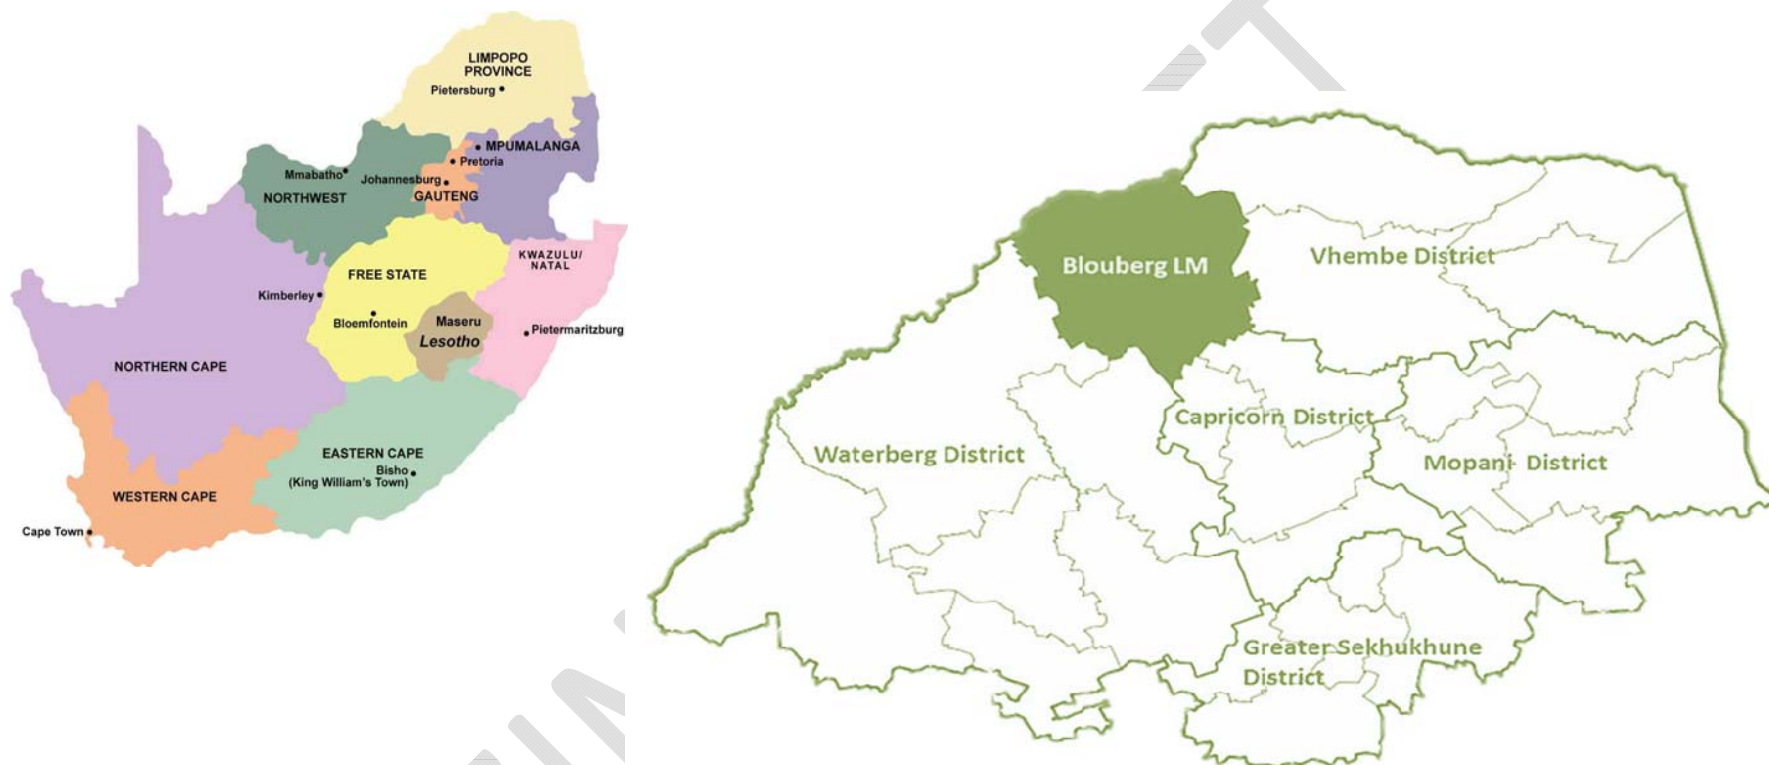 LIMPOPO
PROVINCE
Pietersburg
MPUMALANGA
Pretoria
Mmabatho
Johannesburg
NORTHWEST
GAUTENG
KWAZULU/
NATAL
FREE STATE
Kimberley
Bloemfontein
Maseru
Lesotho
Pietermaritzburg
NORTHERN CAPE
EASTERN CAPE
Bisho
(King William's Town)
WESTERN CAPE
Cape Town
Blouberg LM
Vhembe District
Capricorn District
Waterberg District
Mopani District
Greater Sekhukhune
District